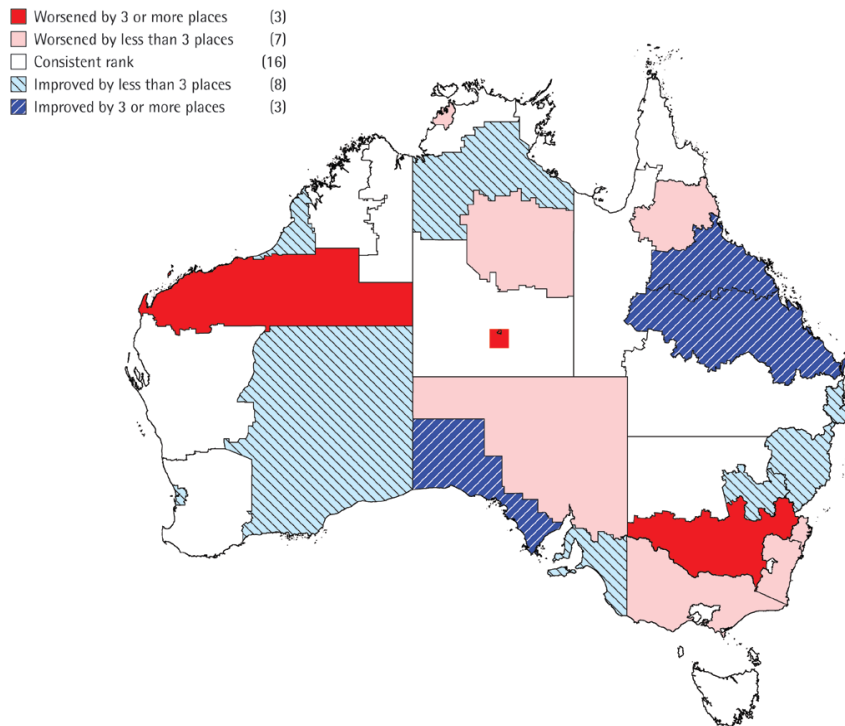 Worsened by 3 or more places (3)
Worsened by less than 3 places (7)
Consistent rank (16)
Improved by less than 3 places (8)
Improved by 3 or more places (3)